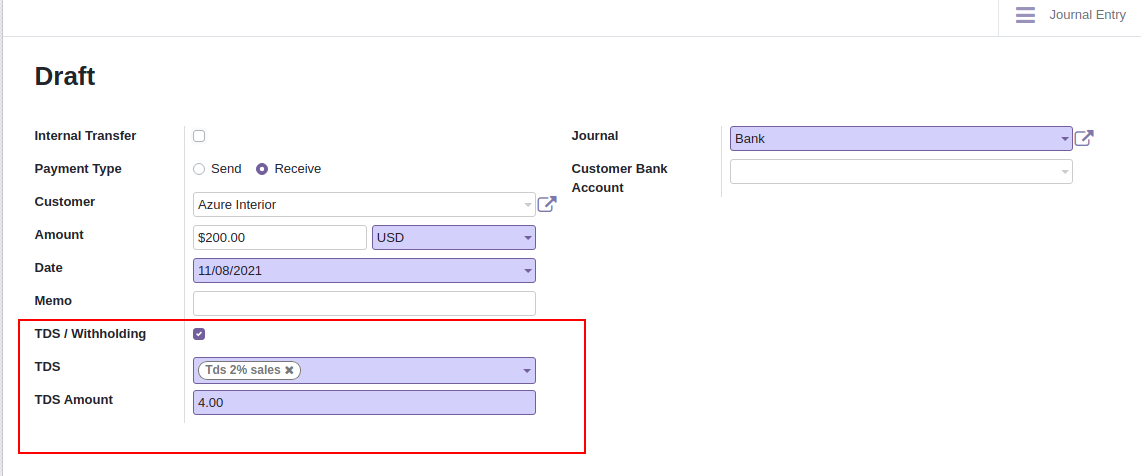 Journal Entry
Draft
Internal Transfer
Payment Type Send Receive
Customer Azure Interior
Amount $200.00 USD
Date 11/08/2021
Memo
TDS / Withholding
TDS Tds 2% sales
TDS Amount 4.00
Journal Bank
Customer Bank
Account